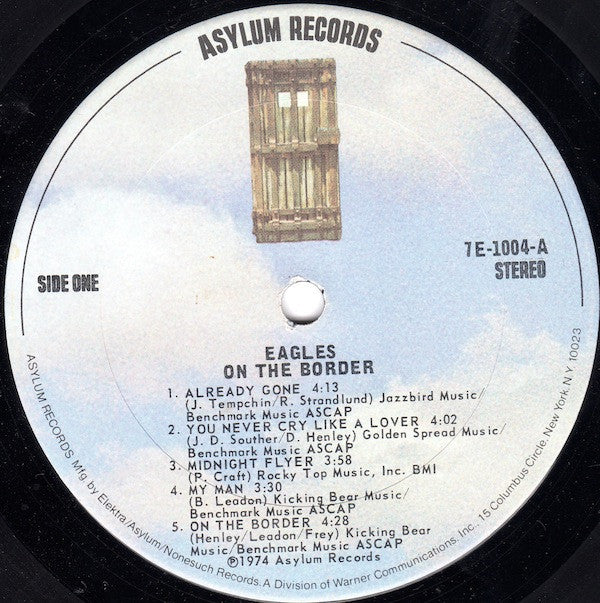 ASYLUM RECORDS
7E-1004-A
STEREO
SIDE ONE
EAGLES
ON THE BORDER
1. ALREADY GONE 4:13
(J. Tempchin/R. Strandlund) Jazzbird Music/
Benchmark Music ASCAP
2. YOU NEVER CRY LIKE A LOVER 4:02
(J. D. Souther/D. Henley) Golden Spread Music/
Benchmark Music ASCAP
3. MIDNIGHT FLYER 3:58
(P. Craft) Rocky Top Music, Inc. BMI
4. MY MAN 3:30
(B. Leadon) Kicking Bear Music/
Benchmark Music ASCAP
5. ON THE BORDER 4:28
(Henley/Leadon/Frey) Kicking Bear
Music/Benchmark Music ASCAP
Ⓟ1974 Asylum Records
ASYLUM RECORDS, Mfg. by Elektra/Asylum/Nonesuch Records. A Division of Warner Communications, Inc. · 15 Columbus Circle, New York, N.Y. 10023